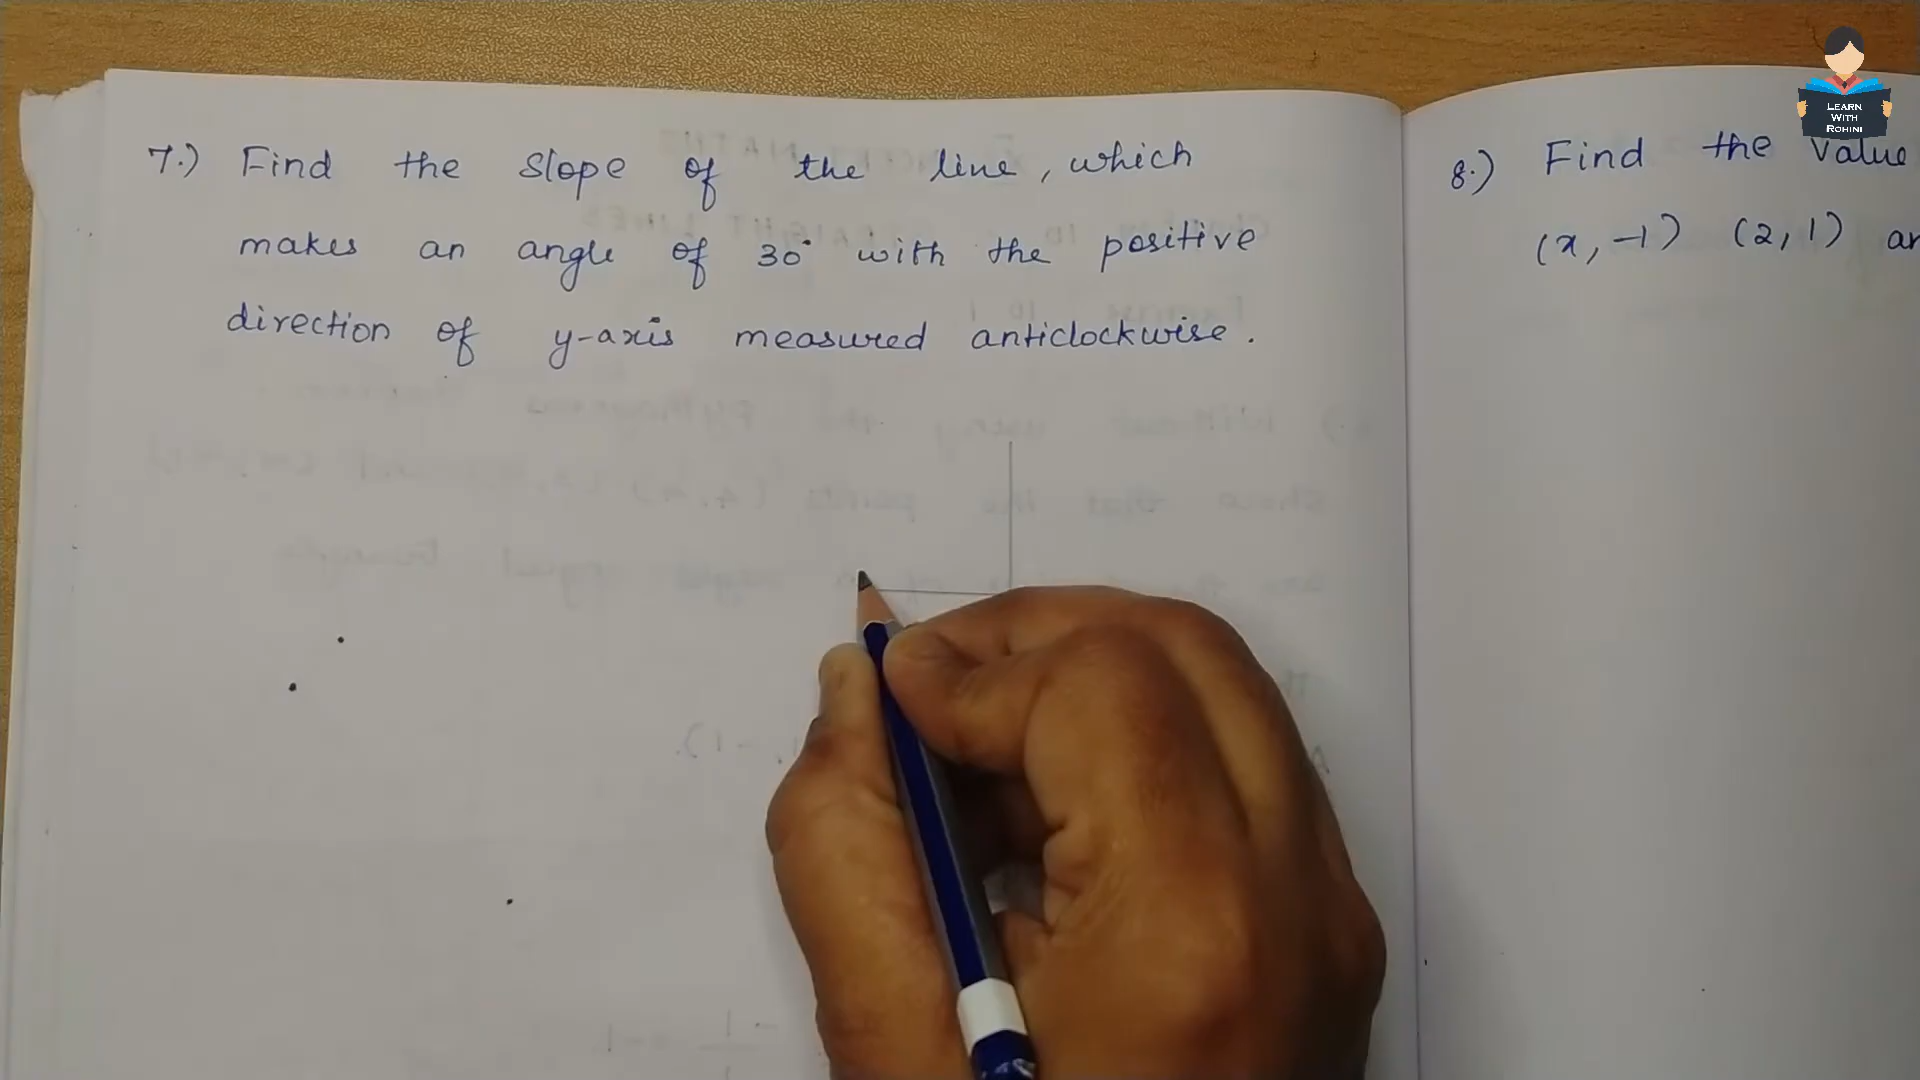 7.) Find the slope of the line, which
makes an angle of 30° with the positive
direction of y-axis measured anticlockwise.
8.) Find the Value
(x, -1) (2, 1) ar
LEARN
WITH
ROHINI